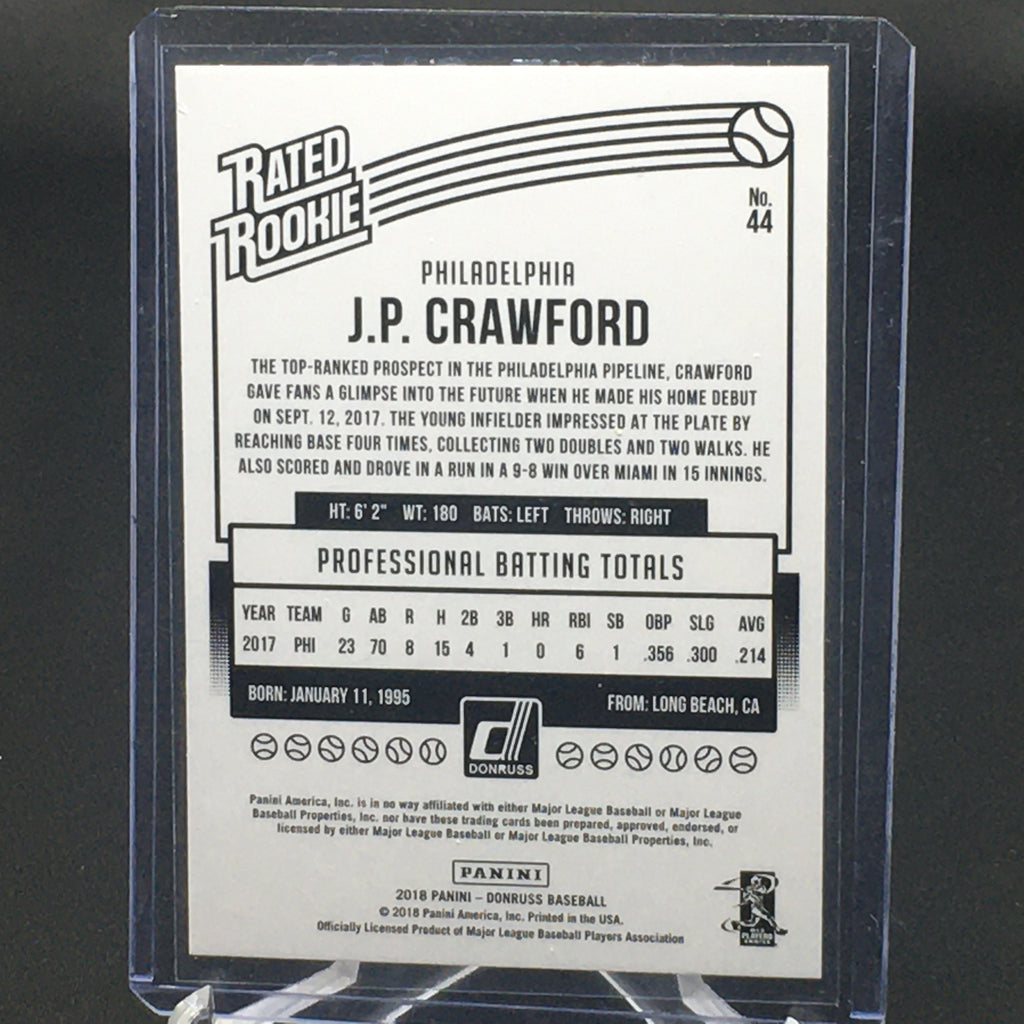 RATED
ROOKIE
No.
44
PHILADELPHIA
J.P. CRAWFORD
THE TOP-RANKED PROSPECT IN THE PHILADELPHIA PIPELINE, CRAWFORD
GAVE FANS A GLIMPSE INTO THE FUTURE WHEN HE MADE HIS HOME DEBUT
ON SEPT. 12, 2017. THE YOUNG INFIELDER IMPRESSED AT THE PLATE BY
REACHING BASE FOUR TIMES, COLLECTING TWO DOUBLES AND TWO WALKS. HE
ALSO SCORED AND DROVE IN A RUN IN A 9-8 WIN OVER MIAMI IN 15 INNINGS.
HT: 6' 2" WT: 180 BATS: LEFT THROWS: RIGHT
PROFESSIONAL BATTING TOTALS
YEAR TEAM G AB R H 2B 3B HR RBI SB OBP SLG AVG
2017 PHI 23 70 8 15 4 1 0 6 1 .356 .300 .214
BORN: JANUARY 11, 1995 FROM: LONG BEACH, CA
d
DONRUSS
Panini America, Inc. is in no way affiliated with either Major League Baseball or Major League
Baseball Properties, Inc. nor have these trading cards been prepared, approved, endorsed, or
licensed by either Major League Baseball or Major League Baseball Properties, Inc.
PANINI
2018 PANINI – DONRUSS BASEBALL
© 2018 Panini America, Inc. Printed in the USA.
Officially Licensed Product of Major League Baseball Players Association
PLAYERS